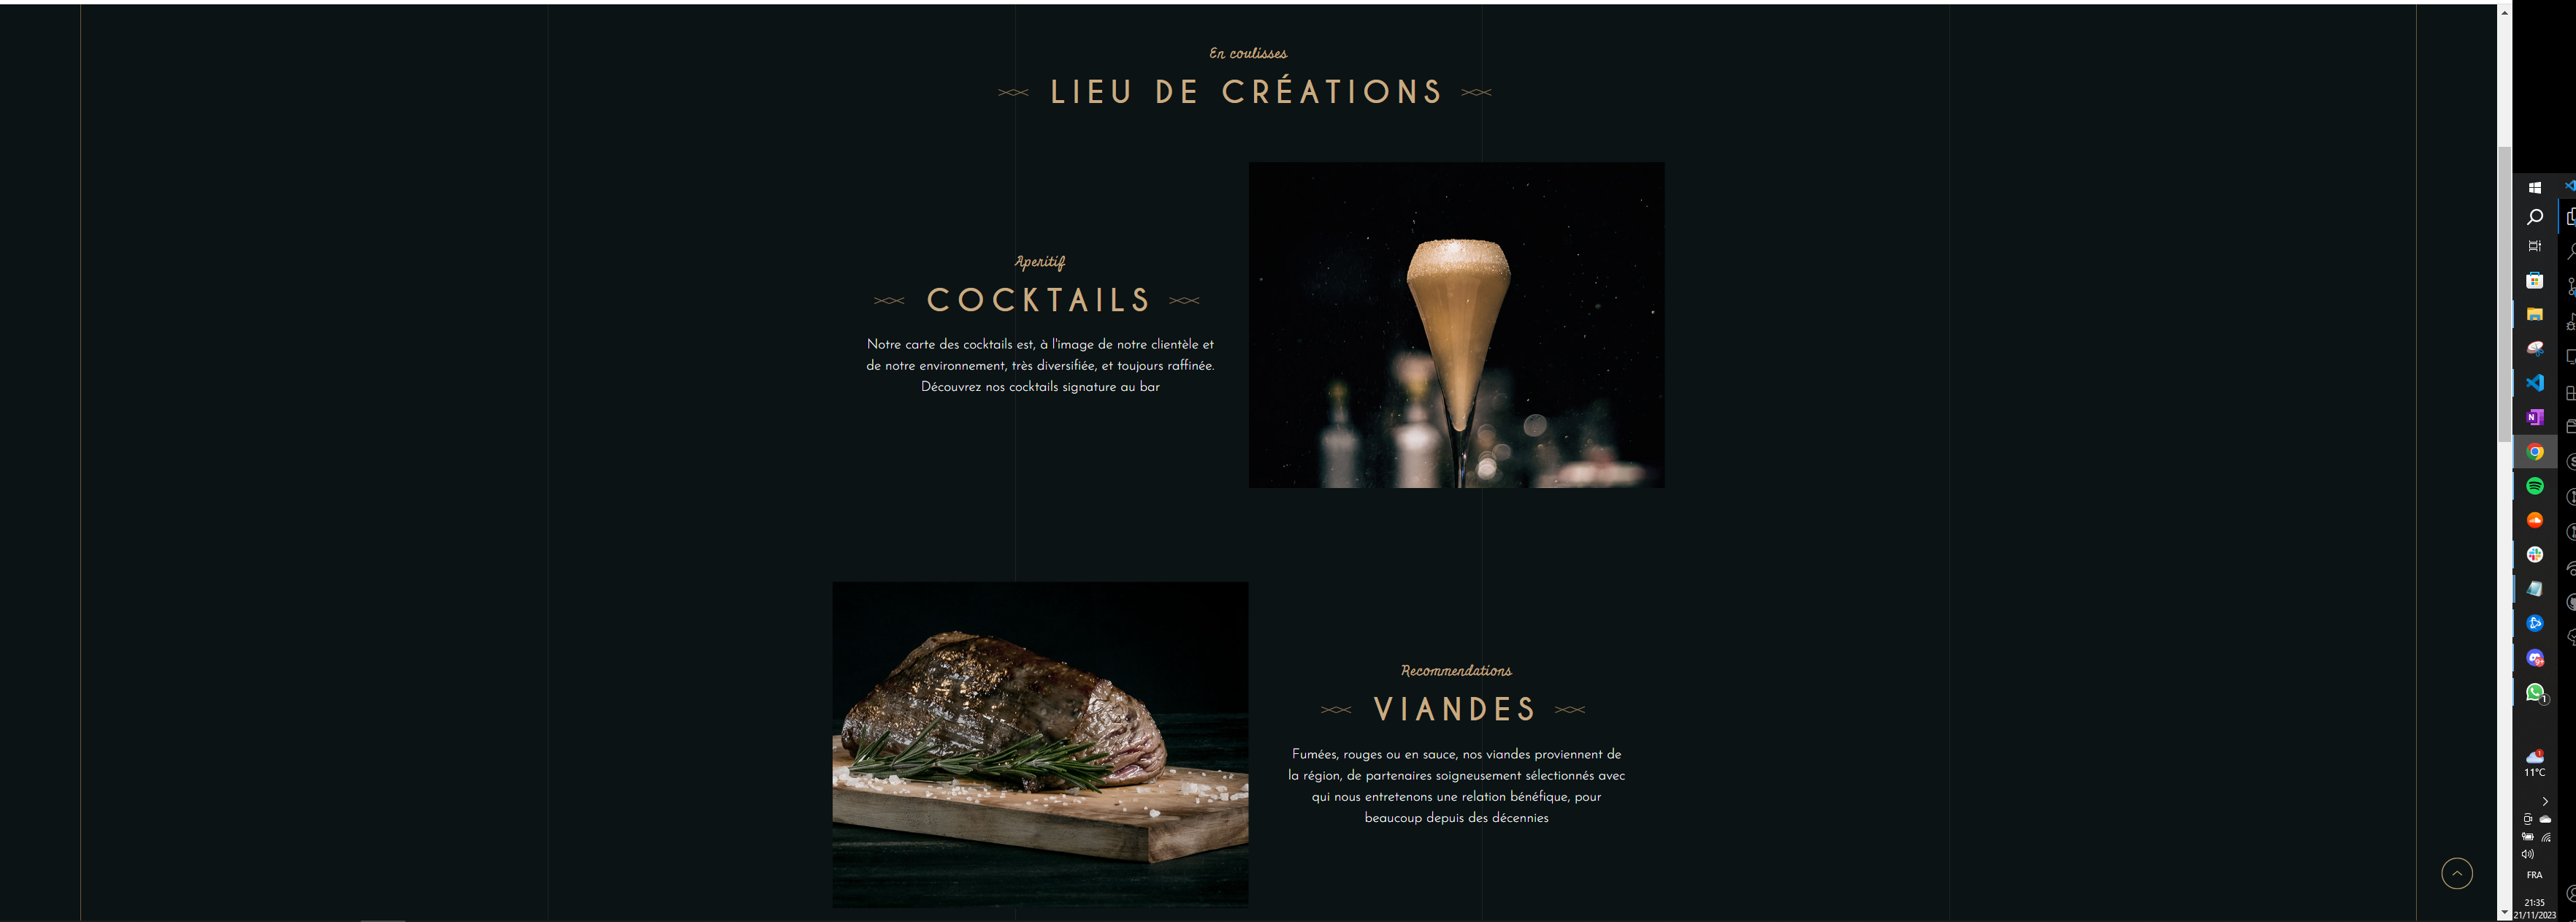 En coulisses
LIEU DE CRÉATIONS
Aperitif
COCKTAILS
Notre carte des cocktails est, à l'image de notre clientèle et
de notre environnement, très diversifiée, et toujours raffinée.
Découvrez nos cocktails signature au bar
Recommendations
VIANDES
Fumées, rouges ou en sauce, nos viandes proviennent de
la région, de partenaires soigneusement sélectionnés avec
qui nous entretenons une relation bénéfique, pour
beaucoup depuis des décennies
N
9+
1
1
11°C
FRA
21:35
21/11/2023